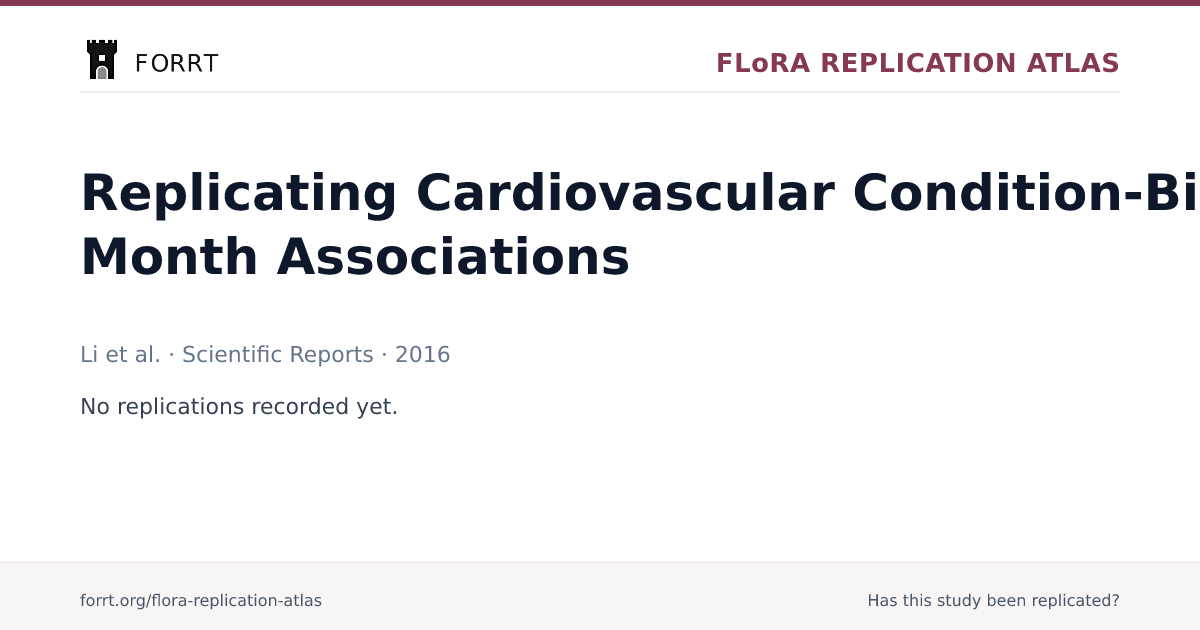 FORRT
FLoRA REPLICATION ATLAS
Replicating Cardiovascular Condition-Bi
Month Associations
Li et al. · Scientific Reports · 2016
No replications recorded yet.
forrt.org/flora-replication-atlas
Has this study been replicated?